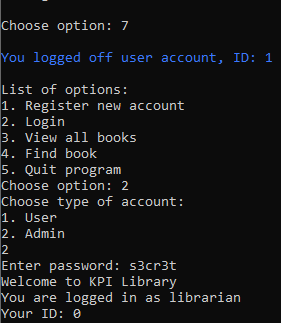 Choose option: 7
You logged off user account, ID: 1
List of options:
1. Register new account
2. Login
3. View all books
4. Find book
5. Quit program
Choose option: 2
Choose type of account:
1. User
2. Admin
2
Enter password: s3cr3t
Welcome to KPI Library
You are logged in as librarian
Your ID: 0